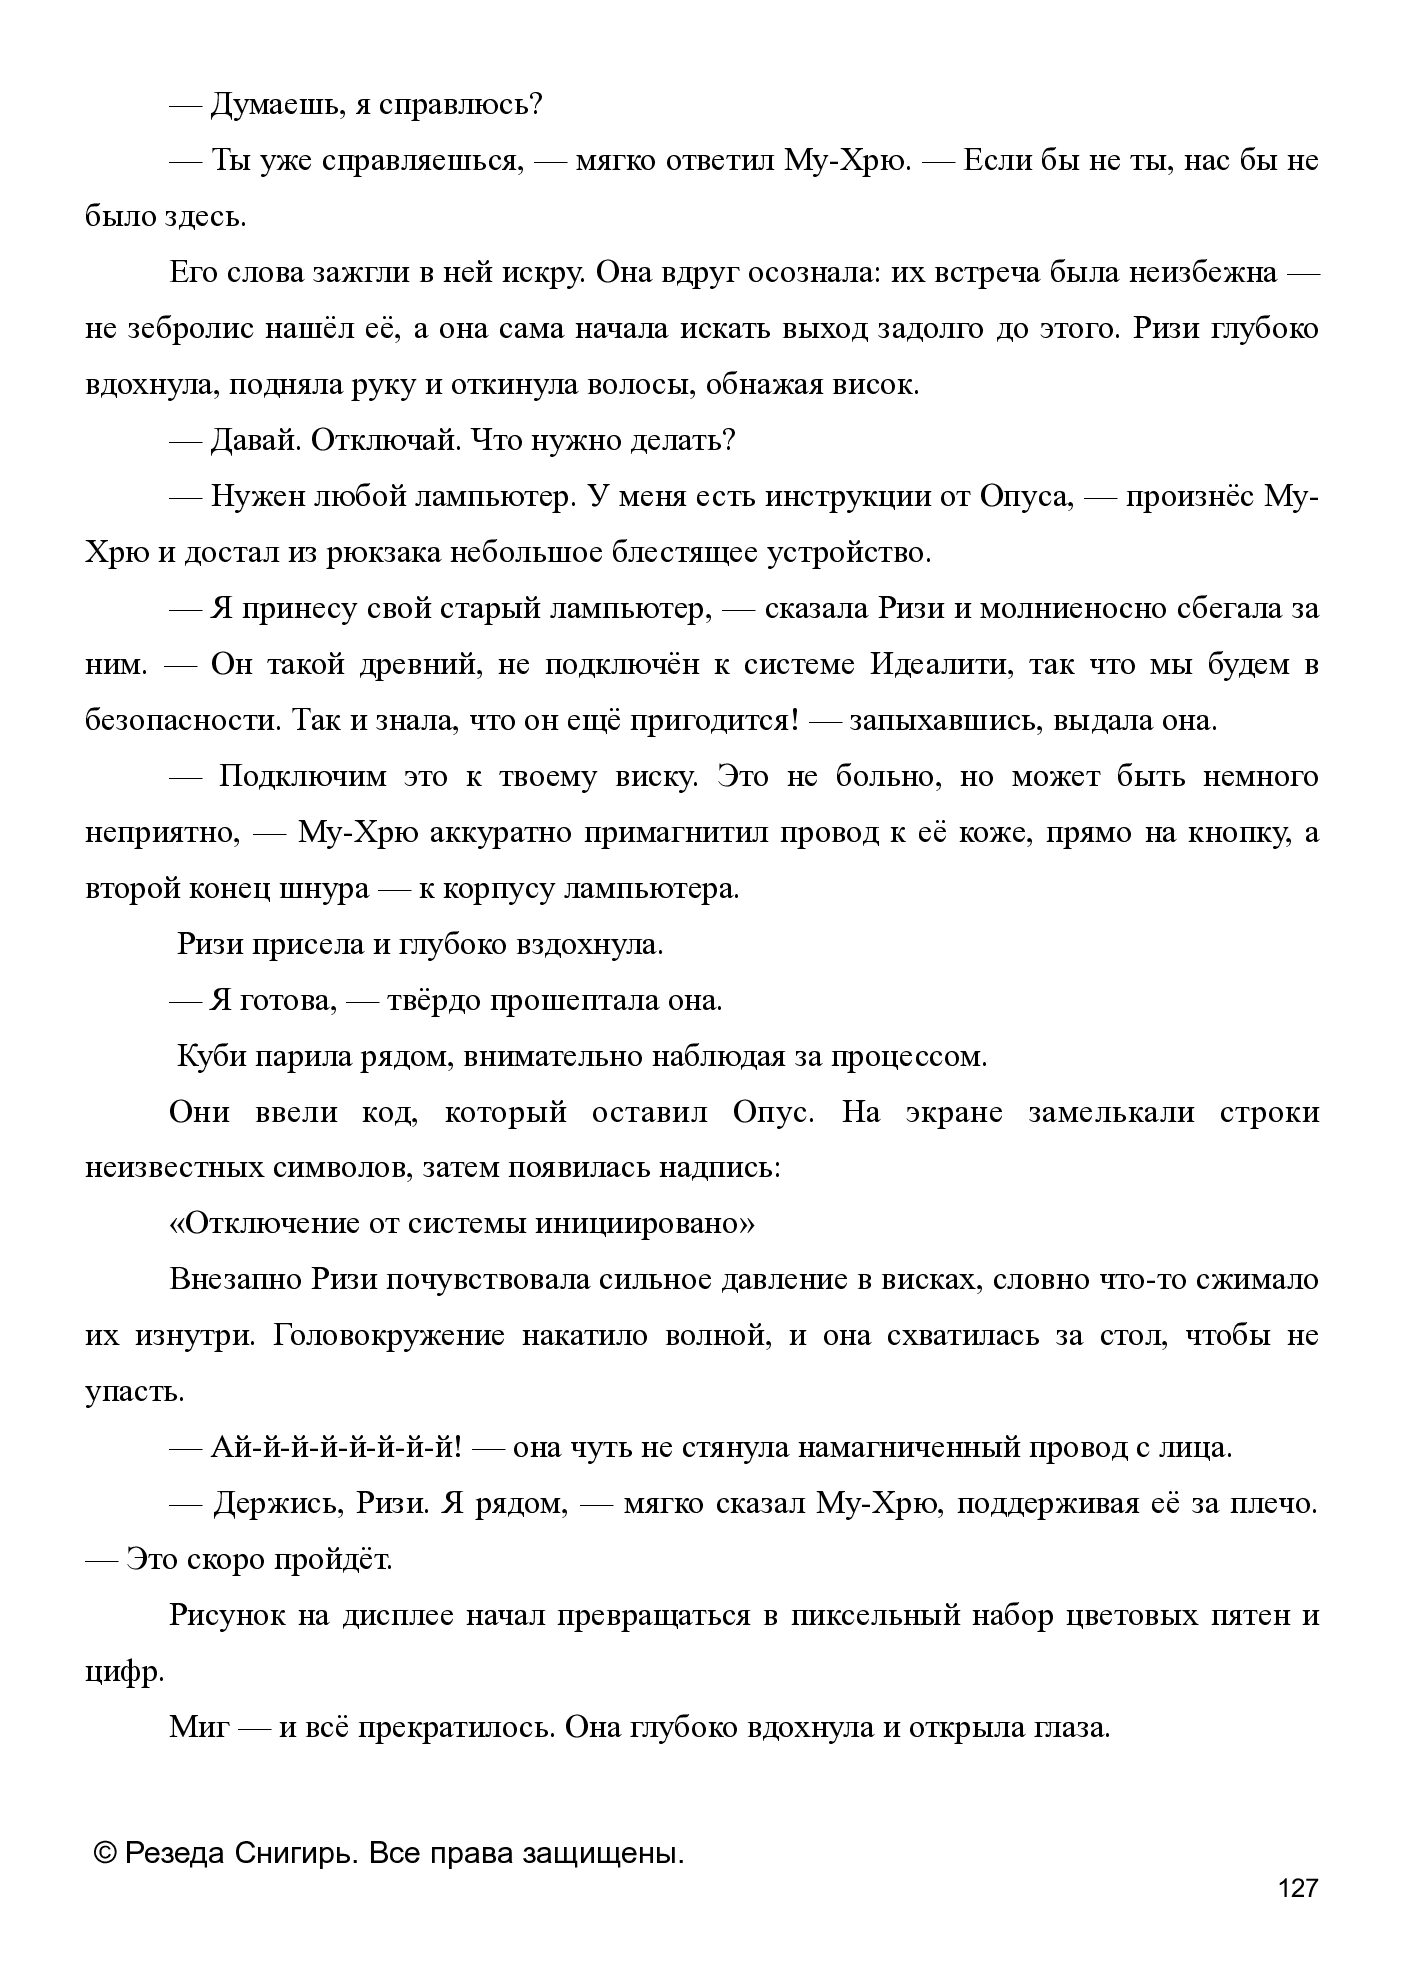 — Думаешь, я справлюсь?
— Ты уже справляешься, — мягко ответил Му-Хрю. — Если бы не ты, нас бы не
было здесь.
Его слова зажгли в ней искру. Она вдруг осознала: их встреча была неизбежна —
не зебролис нашёл её, а она сама начала искать выход задолго до этого. Ризи глубоко
вдохнула, подняла руку и откинула волосы, обнажая висок.
— Давай. Отключай. Что нужно делать?
— Нужен любой лампьютер. У меня есть инструкции от Опуса, — произнёс Му-
Хрю и достал из рюкзака небольшое блестящее устройство.
— Я принесу свой старый лампьютер, — сказала Ризи и молниеносно сбегала за
ним. — Он такой древний, не подключён к системе Идеалити, так что мы будем в
безопасности. Так и знала, что он ещё пригодится! — запыхавшись, выдала она.
— Подключим это к твоему виску. Это не больно, но может быть немного
неприятно, — Му-Хрю аккуратно примагнитил провод к её коже, прямо на кнопку, а
второй конец шнура — к корпусу лампьютера.
Ризи присела и глубоко вздохнула.
— Я готова, — твёрдо прошептала она.
Куби парила рядом, внимательно наблюдая за процессом.
Они ввели код, который оставил Опус. На экране замелькали строки
неизвестных символов, затем появилась надпись:
«Отключение от системы инициировано»
Внезапно Ризи почувствовала сильное давление в висках, словно что-то сжимало
их изнутри. Головокружение накатило волной, и она схватилась за стол, чтобы не
упасть.
— Ай-й-й-й-й-й-й-й! — она чуть не стянула намагниченный провод с лица.
— Держись, Ризи. Я рядом, — мягко сказал Му-Хрю, поддерживая её за плечо.
— Это скоро пройдёт.
Рисунок на дисплее начал превращаться в пиксельный набор цветовых пятен и
цифр.
Миг — и всё прекратилось. Она глубоко вдохнула и открыла глаза.
© Резеда Снигирь. Все права защищены.
127